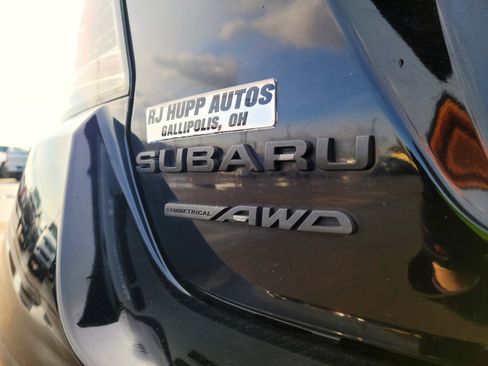 RJ HUPP AUTOS
GALLIPOLIS, OH
SUBARU
SYMMETRICAL AWD